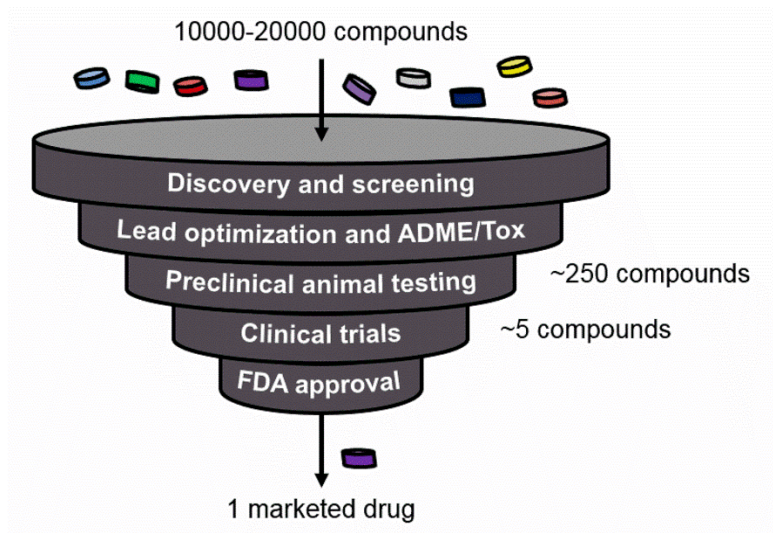 10000-20000 compounds
Discovery and screening
Lead optimization and ADME/Tox
Preclinical animal testing
~250 compounds
Clinical trials
~5 compounds
FDA approval
1 marketed drug